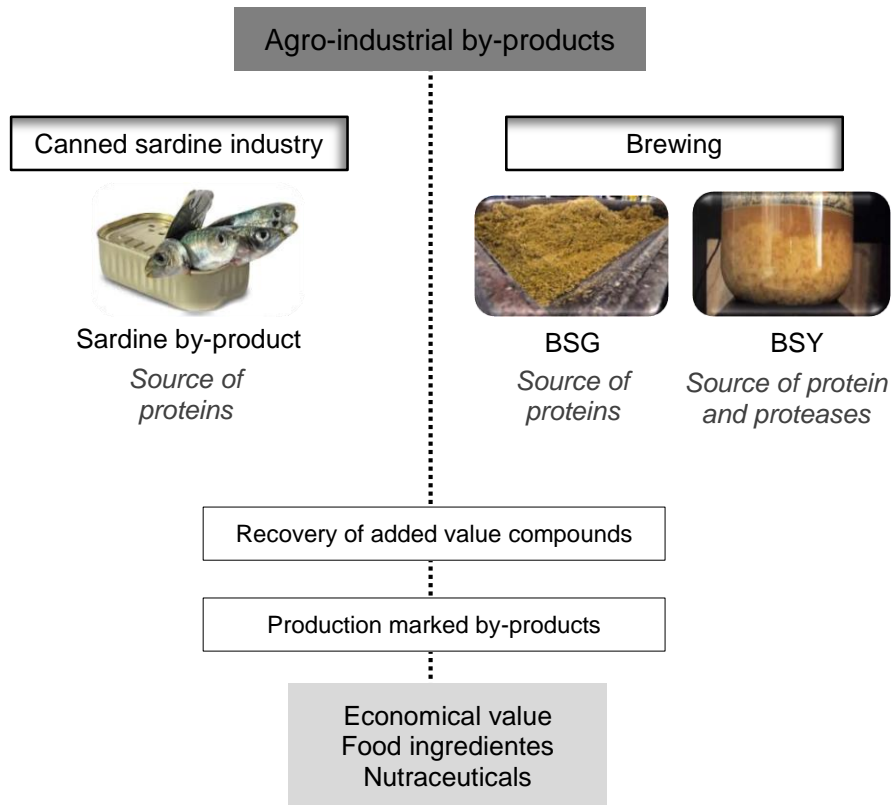 Agro-industrial by-products
Canned sardine industry
Sardine by-product
Source of
proteins
Brewing
BSG
Source of
proteins
BSY
Source of protein
and proteases
Recovery of added value compounds
Production marked by-products
Economical value
Food ingredientes
Nutraceuticals